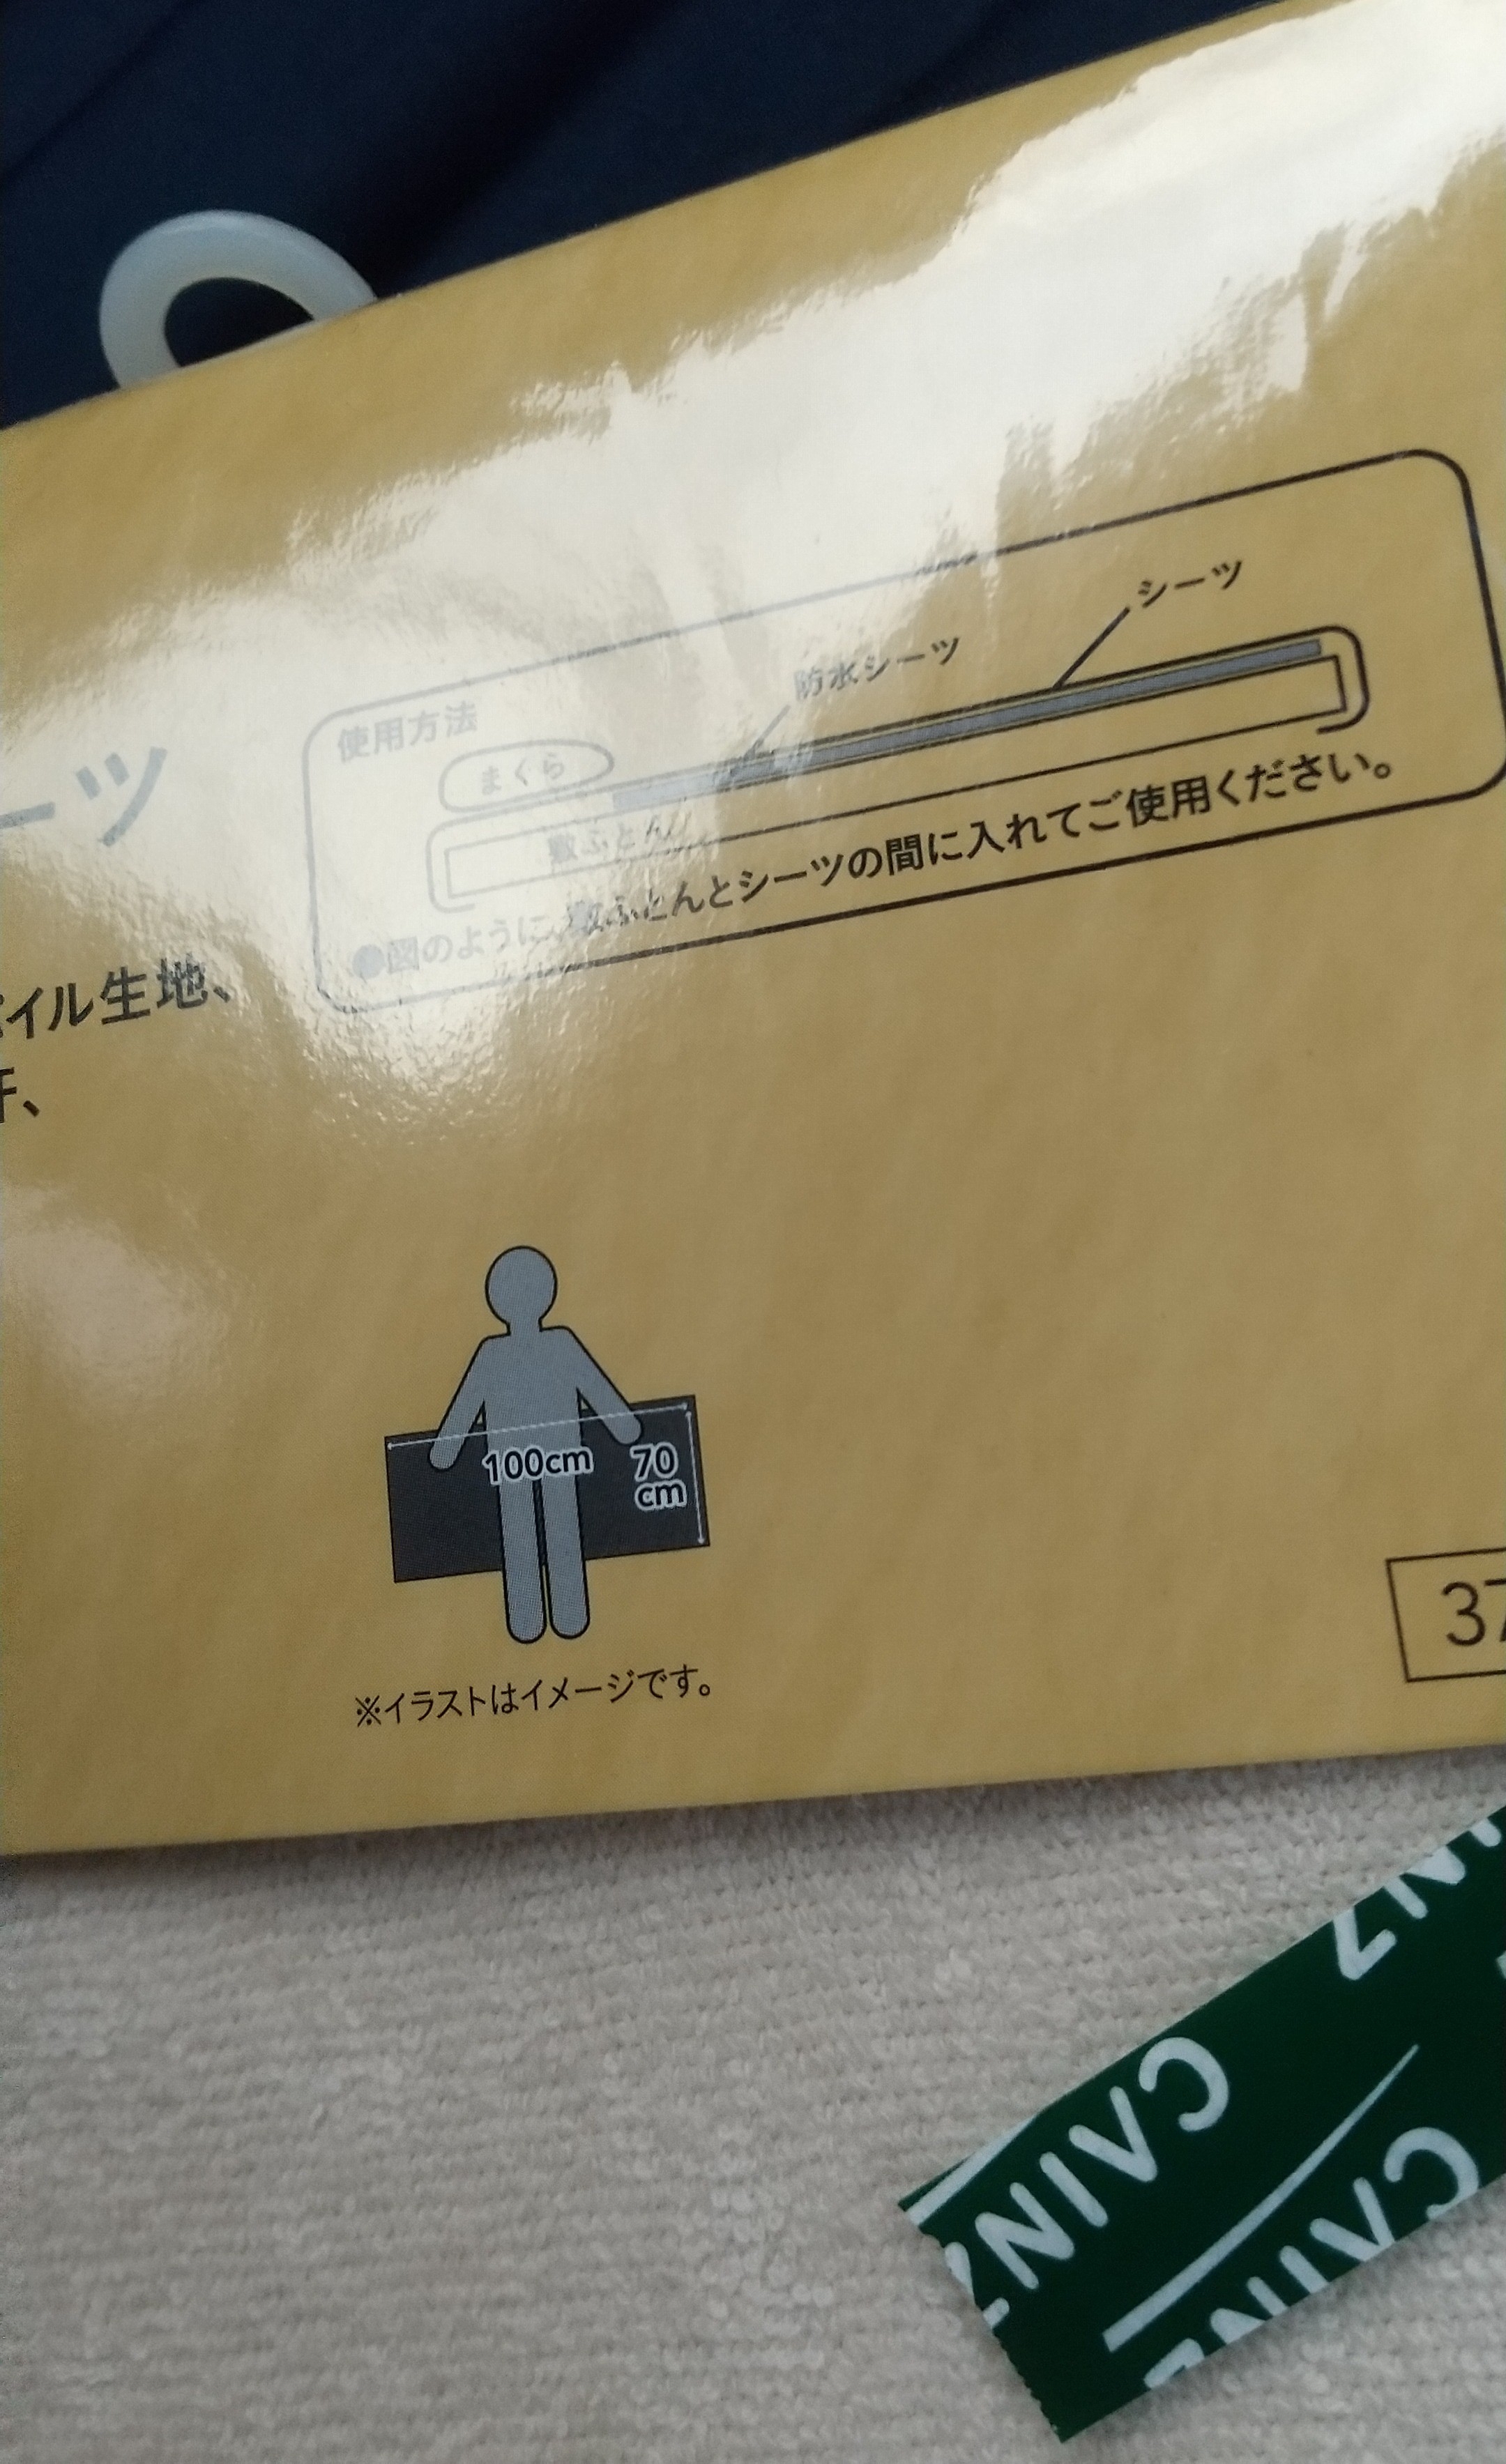 ーツ
イル生地、
汗、
使用方法
まくら
防水シーツ
シーツ
敷ふとん
●図のように、敷ふとんとシーツの間に入れてご使用ください。
100cm
70
cm
※イラストはイメージです。
37
CAINZ
CAINZ